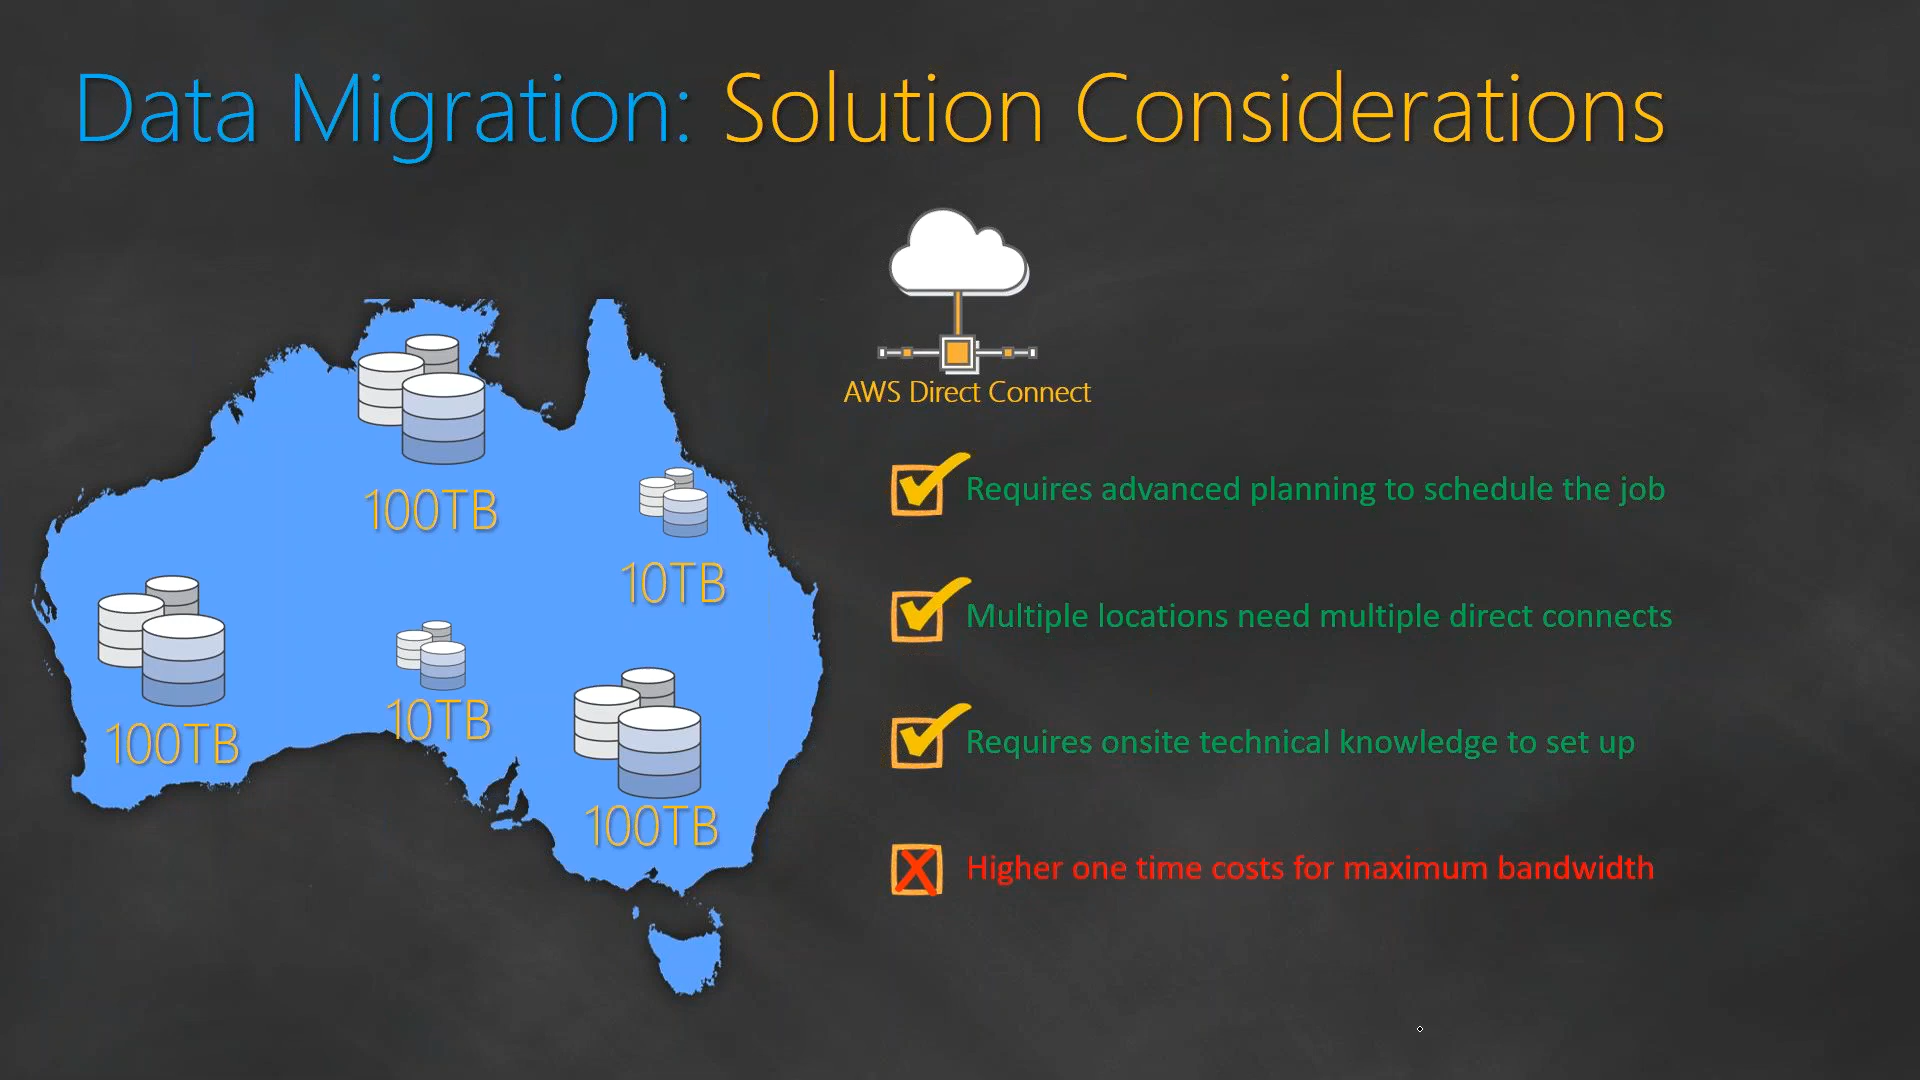 Data Migration: Solution Considerations
AWS Direct Connect
100TB
10TB
100TB
10TB
100TB
Requires advanced planning to schedule the job
Multiple locations need multiple direct connects
Requires onsite technical knowledge to set up
Higher one time costs for maximum bandwidth